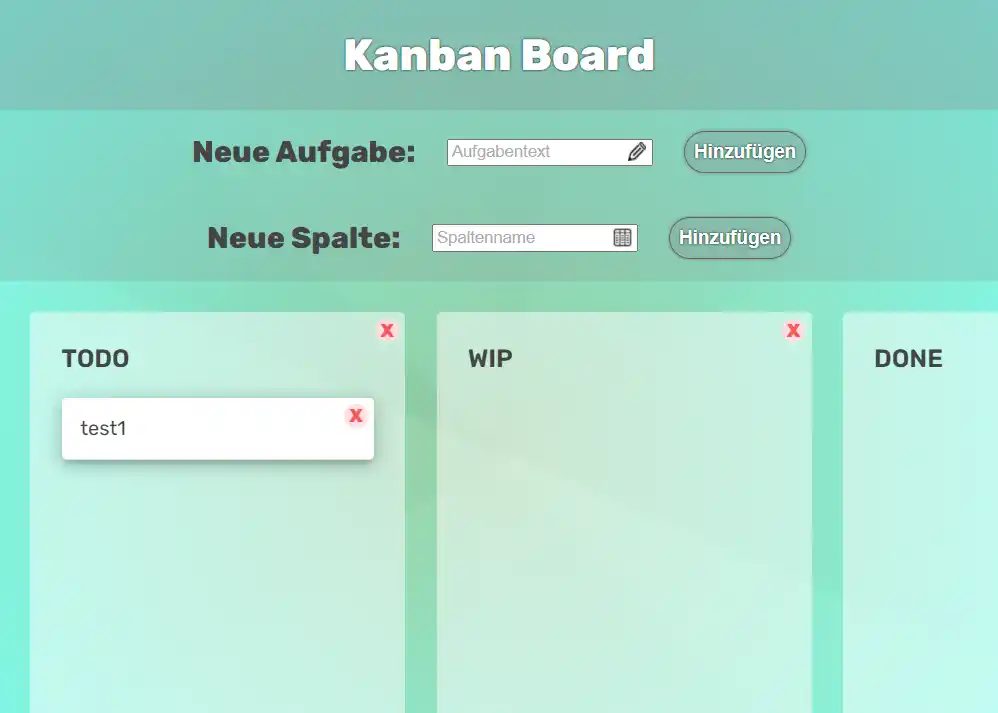 Kanban Board
Neue Aufgabe: Aufgabentext Hinzufügen
Neue Spalte: Spaltenname Hinzufügen
X X
TODO WIP DONE
X
test1